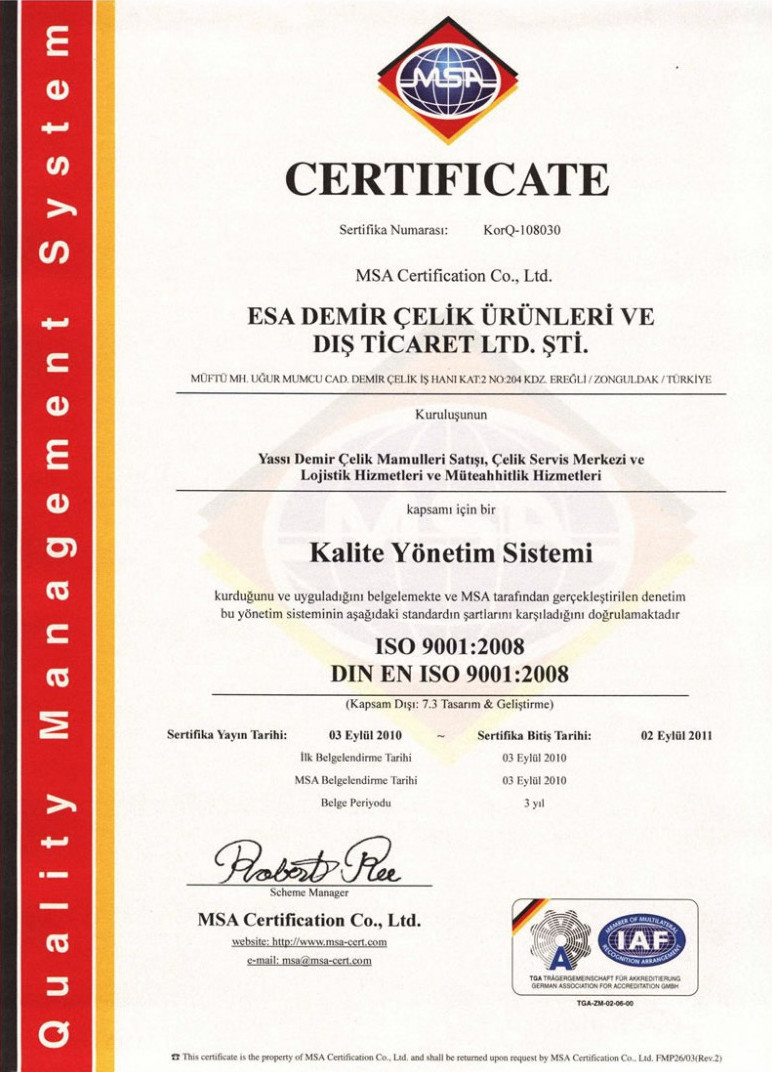 Quality Management System
MSA
CERTIFICATE
Sertifika Numarası: KorQ-108030
MSA Certification Co., Ltd.
ESA DEMİR ÇELİK ÜRÜNLERİ VE
DIŞ TİCARET LTD. ŞTİ.
MÜFTÜ MH. UĞUR MUMCU CAD. DEMİR ÇELİK İŞ HANI KAT:2 NO:204 KDZ. EREĞLİ / ZONGULDAK / TÜRKİYE
Kuruluşunun
Yassı Demir Çelik Mamulleri Satışı, Çelik Servis Merkezi ve
Lojistik Hizmetleri ve Müteahhitlik Hizmetleri
kapsamı için bir
Kalite Yönetim Sistemi
kurduğunu ve uyguladığını belgelemekte ve MSA tarafından gerçekleştirilen denetim
bu yönetim sisteminin aşağıdaki standardın şartlarını karşıladığını doğrulamaktadır
ISO 9001:2008
DIN EN ISO 9001:2008
(Kapsam Dışı: 7.3 Tasarım & Geliştirme)
Sertifika Yayın Tarihi: 03 Eylül 2010 ~ Sertifika Bitiş Tarihi: 02 Eylül 2011
İlk Belgelendirme Tarihi 03 Eylül 2010
MSA Belgelendirme Tarihi 03 Eylül 2010
Belge Periyodu 3 yıl
Robert Ree
Scheme Manager
MSA Certification Co., Ltd.
website: http://www.msa-cert.com
e-mail: msa@msa-cert.com
A
MEMBER OF MULTILATERAL
IAF
RECOGNITION ARRANGEMENT
TGA TRÄGERGEMEINSCHAFT FÜR AKKREDITIERUNG
GERMAN ASSOCIATION FOR ACCREDITATION GMBH
TGA-ZM-02-06-00
☎ This certificate is the property of MSA Certification Co., Ltd. and shall be returned upon request by MSA Certification Co., Ltd. FMP26/03(Rev.2)